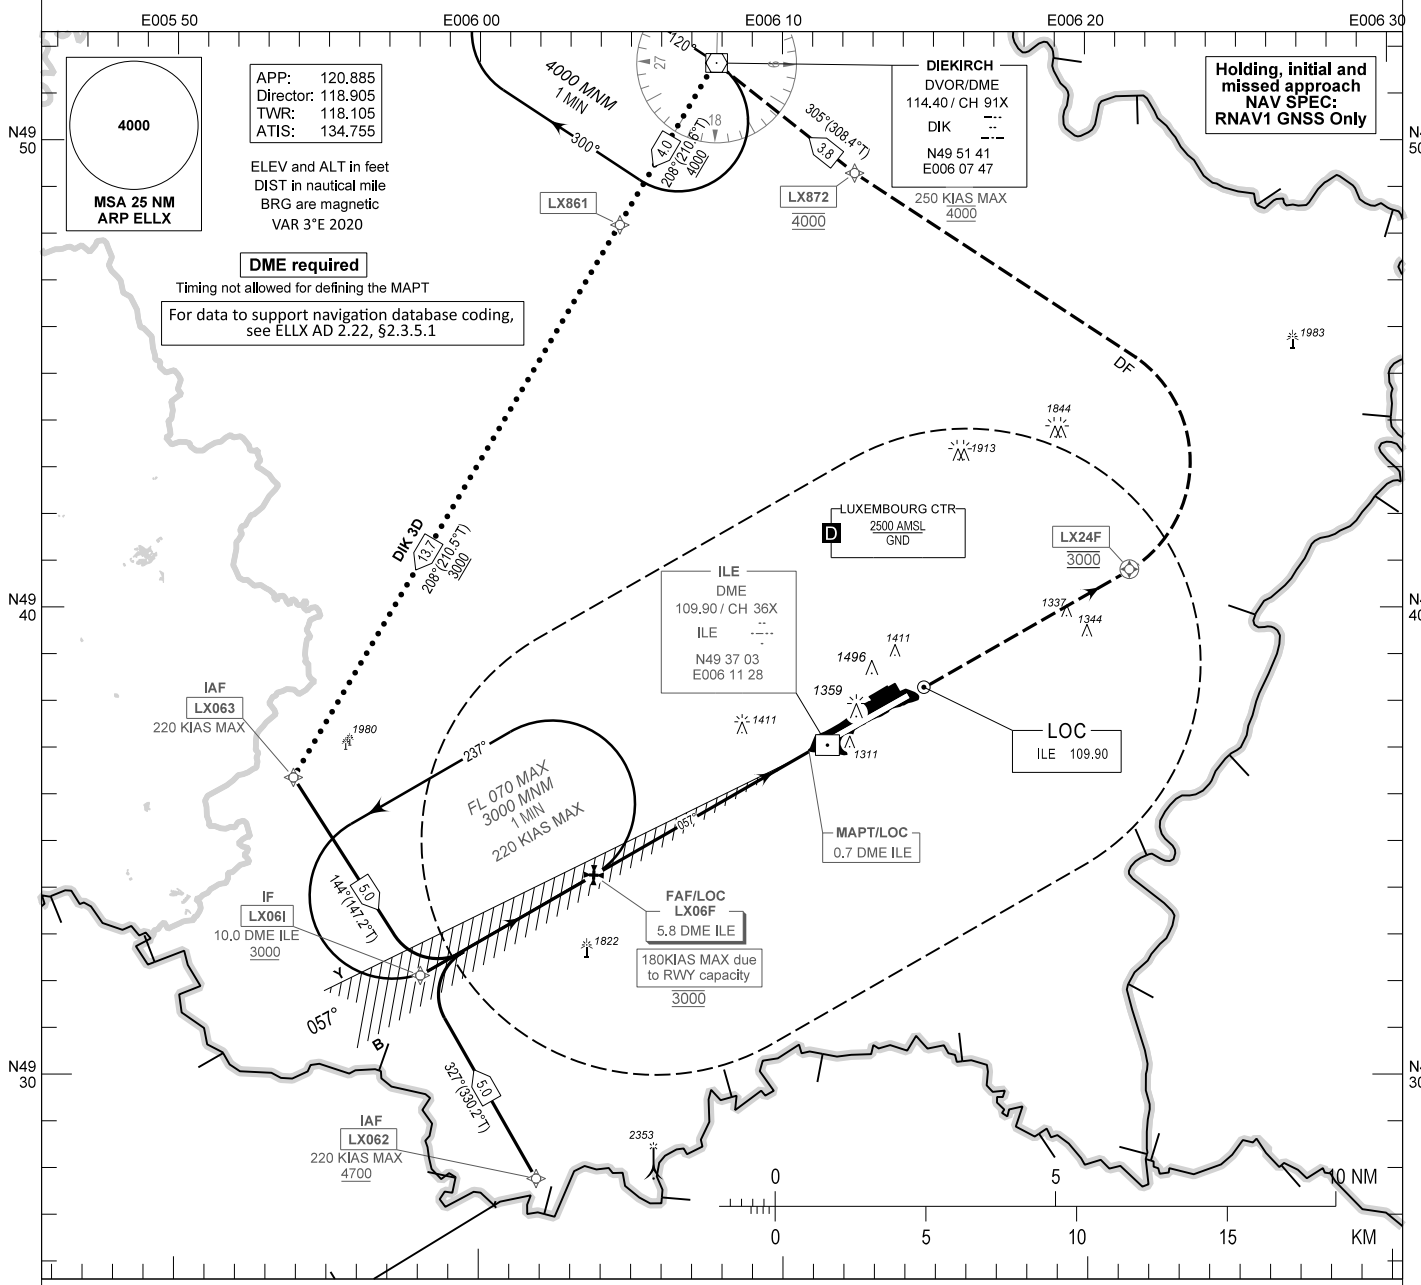 E005 50
E006 00
E006 10
E006 20
E006 30
N49
50
N49
40
N49
30
4000
MSA 25 NM
ARP ELLX
APP: 120.885
Director: 118.905
TWR: 118.105
ATIS: 134.755
ELEV and ALT in feet
DIST in nautical mile
BRG are magnetic
VAR 3°E 2020
DME required
Timing not allowed for defining the MAPT
For data to support navigation database coding,
see ELLX AD 2.22, §2.3.5.1
4000 MNM
1 MIN
300°
120°
27
9
18
4.0
208°(210.6°T)
4000
LX861
305°(308.4°T)
3.8
LX872
4000
DIEKIRCH
DVOR/DME
114.40 / CH 91X
DIK
N49 51 41
E006 07 47
250 KIAS MAX
4000
Holding, initial and
missed approach
NAV SPEC:
RNAV1 GNSS Only
1983
DF
1844
1913
LUXEMBOURG CTR
2500 AMSL
GND
D
DIK 3D
13.7
208°(210.5°T)
3000
LX24F
3000
ILE
DME
109.90 / CH 36X
ILE
N49 37 03
E006 11 28
1337
1344
1411
1496
1359
1411
1311
LOC
ILE 109.90
IAF
LX063
220 KIAS MAX
1980
237°
FL 070 MAX
3000 MNM
1 MIN
220 KIAS MAX
057°
MAPT/LOC
0.7 DME ILE
5.0
144°(147.2°T)
IF
LX06I
10.0 DME ILE
3000
FAF/LOC
LX06F
5.8 DME ILE
180KIAS MAX due
to RWY capacity
3000
1822
Y
057°
B
5.0
327°(330.2°T)
IAF
LX062
220 KIAS MAX
4700
2353
0 5 10 NM
0 5 10 15 KM